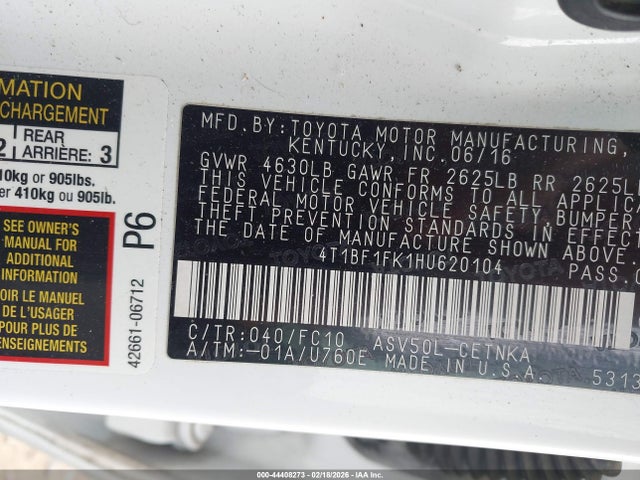 MATION
CHARGEMENT
2 REAR ARRIÈRE: 3
10kg or 905lbs.
er 410kg ou 905lb.
SEE OWNER'S
MANUAL FOR
ADDITIONAL
INFORMATION
VOIR LE MANUEL
DE L'USAGER
POUR PLUS DE
P6
42661-06712
MFD.BY:TOYOTA MOTOR MANUFACTURING,
KENTUCKY,INC.06/16
GVWR 4630LB GAWR FR 2625LB RR 2625L
THIS VEHICLE CONFORMS TO ALL APPLICA
FEDERAL MOTOR VEHICLE SAFETY,BUMPER
THEFT PREVENTION STANDARDS IN EFFECT
THE DATE OF MANUFACTURE SHOWN ABOVE.
4T1BF1FK1HU620104 PASS.
C/TR:040/FC10 ASV50L-CETNKA
A/TM:-01A/U760E MADE IN U.S.A.
5313
000-44408273 - 02/18/2026 - IAA Inc.